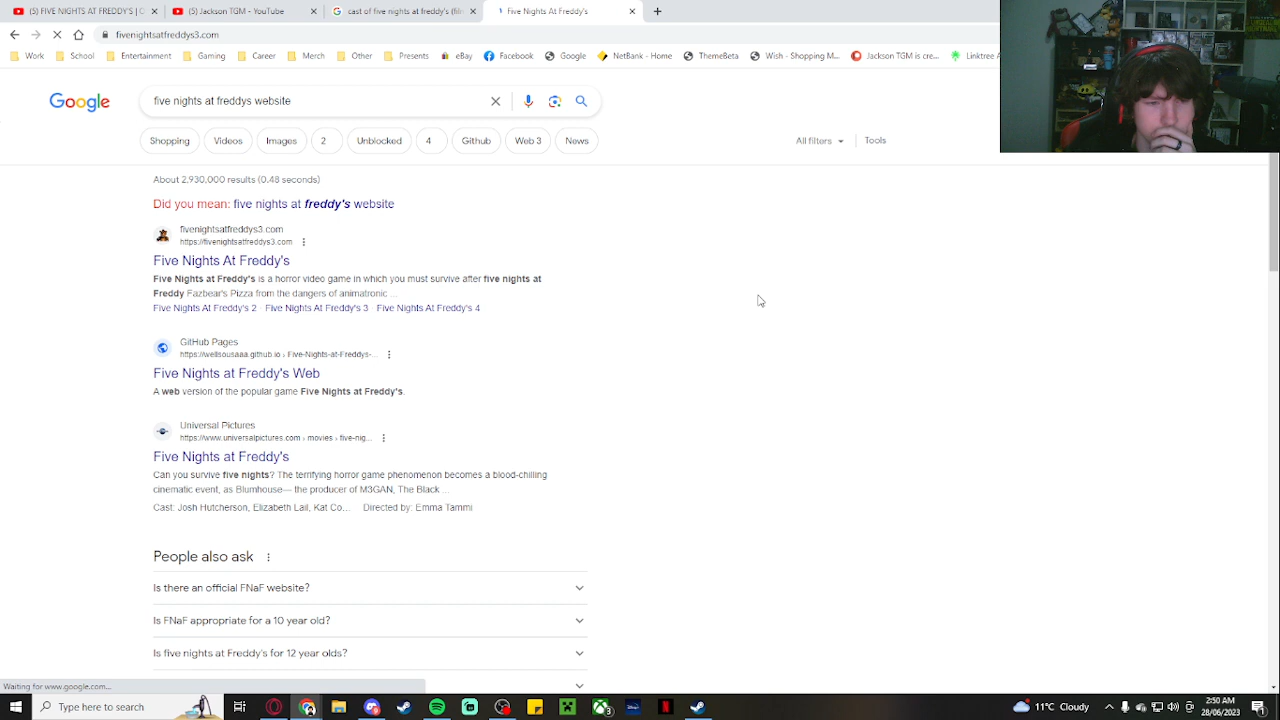 (5) FIVE NIGHTS AT FREDDY'S | C
(5) Jackson TGM - YouTube
cast of five nights at freddy's (fil
Five Nights At Freddy's
fivenightsatfreddys3.com
Work
School
Entertainment
Gaming
Career
Merch
Other
Presents
eBay
Facebook
Google
NetBank - Home
ThemeBeta
Wish - Shopping M...
Jackson TGM is cre...
Linktree
Google
five nights at freddys website
Shopping
Videos
Images
2
Unblocked
4
Github
Web 3
News
All filters
Tools
About 2,930,000 results (0.48 seconds)
Did you mean: five nights at freddy's website
fivenightsatfreddys3.com
https://fivenightsatfreddys3.com
Five Nights At Freddy's
Five Nights at Freddy's is a horror video game in which you must survive after five nights at
Freddy Fazbear's Pizza from the dangers of animatronic ...
Five Nights At Freddy's 2 · Five Nights At Freddy's 3 · Five Nights At Freddy's 4
GitHub Pages
https://wellsousaaa.github.io › Five-Nights-at-Freddys-...
Five Nights at Freddy's Web
A web version of the popular game Five Nights at Freddy's.
Universal Pictures
https://www.universalpictures.com › movies › five-nig...
Five Nights at Freddy's
Can you survive five nights? The terrifying horror game phenomenon becomes a blood-chilling
cinematic event, as Blumhouse— the producer of M3GAN, The Black ...
Cast: Josh Hutcherson, Elizabeth Lail, Kat Co... Directed by: Emma Tammi
People also ask
Is there an official FNaF website?
Is FNaF appropriate for a 10 year old?
Is five nights at Freddy's for 12 year olds?
Waiting for www.google.com...
Type here to search
3
11°C Cloudy
2:50 AM
28/06/2023
1